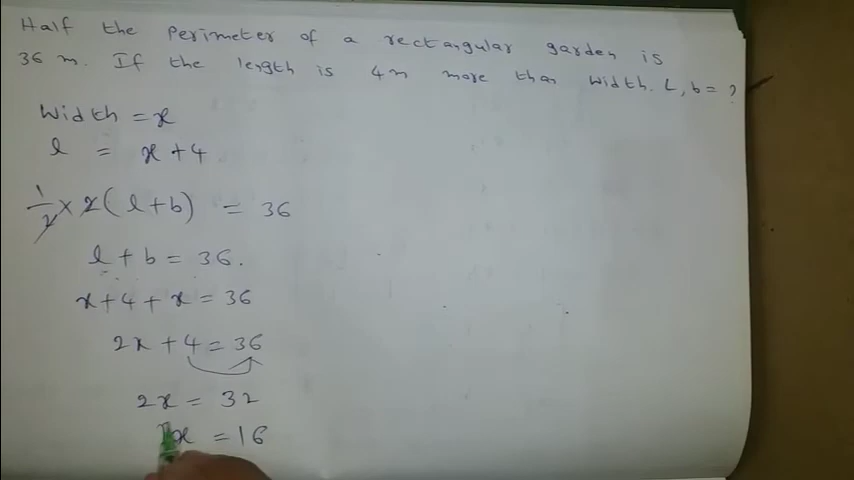 Half the Perimeter of a rectangular garden is
36 m. If the length is 4m more than width. L, b = ?
Width = x
l = x + 4
1/2 × 2 ( l + b ) = 36
l + b = 36.
x + 4 + x = 36
2x + 4 = 36
2x = 32
x = 16